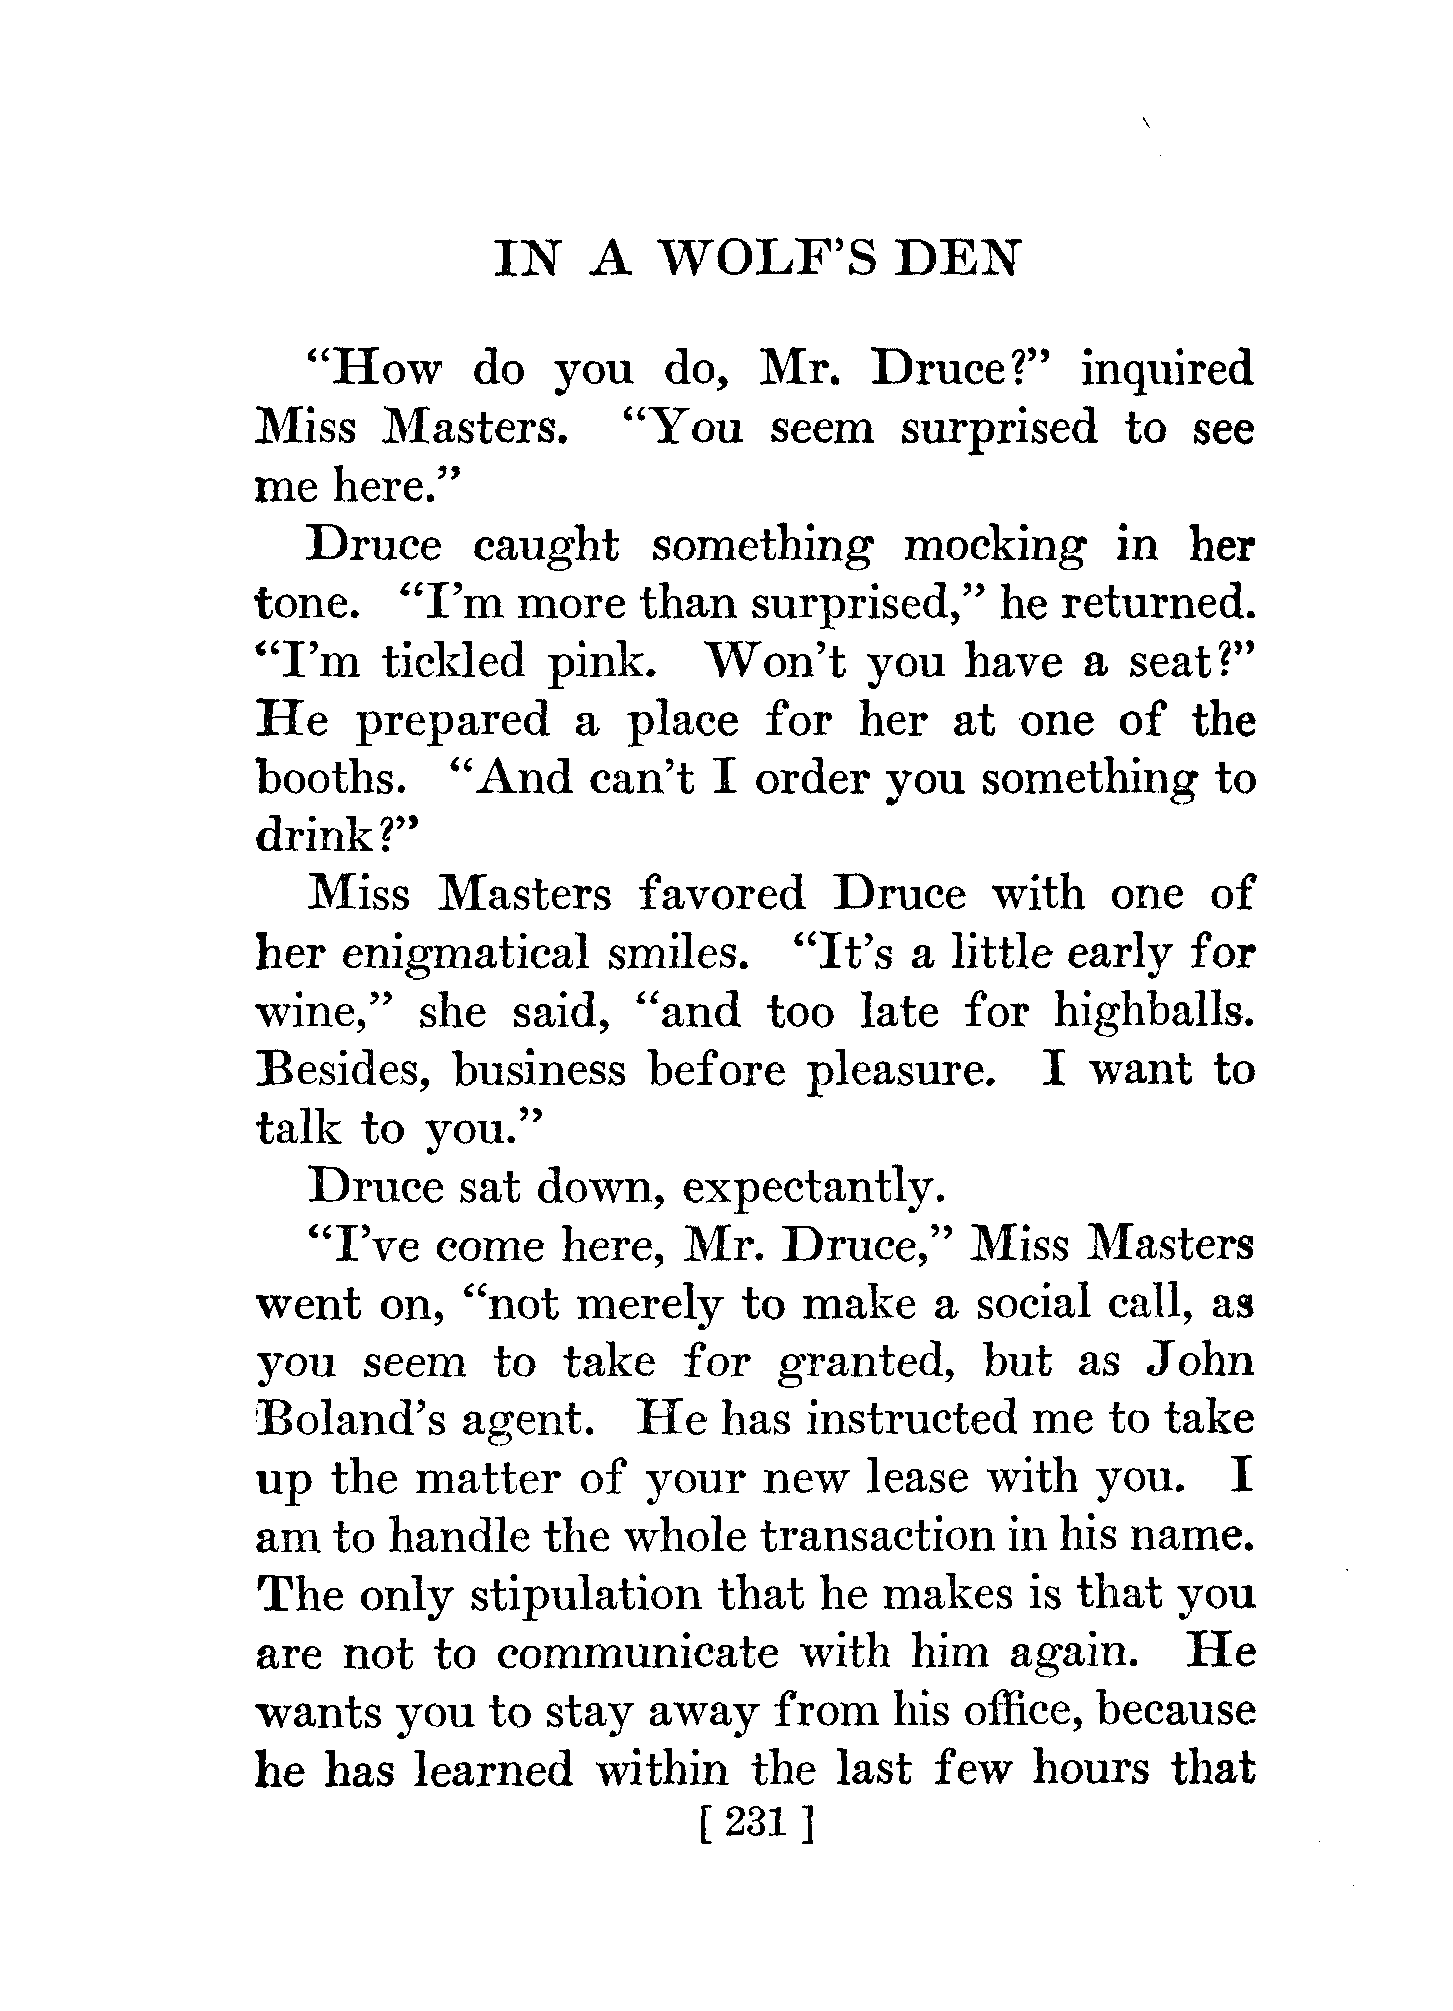 IN A WOLF'S DEN
“How do you do, Mr. Druce?” inquired
Miss Masters. “You seem surprised to see
me here.”
Druce caught something mocking in her
tone. “I’m more than surprised,” he returned.
“I’m tickled pink. Won’t you have a seat?”
He prepared a place for her at one of the
booths. “And can’t I order you something to
drink?”
Miss Masters favored Druce with one of
her enigmatical smiles. “It’s a little early for
wine,” she said, “and too late for highballs.
Besides, business before pleasure. I want to
talk to you.”
Druce sat down, expectantly.
“I’ve come here, Mr. Druce,” Miss Masters
went on, “not merely to make a social call, as
you seem to take for granted, but as John
Boland’s agent. He has instructed me to take
up the matter of your new lease with you. I
am to handle the whole transaction in his name.
The only stipulation that he makes is that you
are not to communicate with him again. He
wants you to stay away from his office, because
he has learned within the last few hours that
[ 231 ]